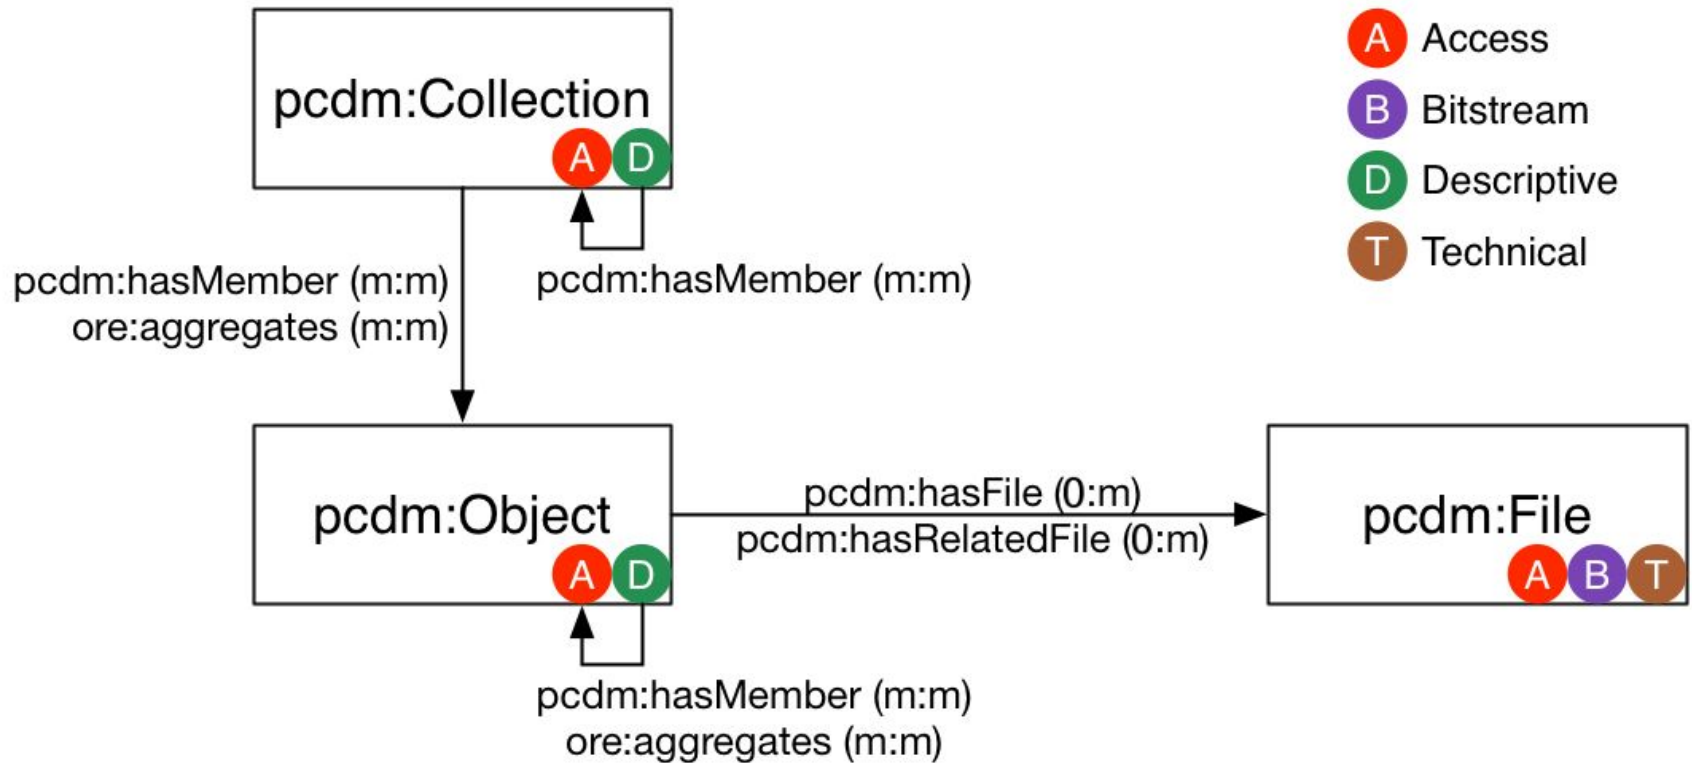 pcdm:Collection
A D
pcdm:hasMember (m:m)
ore:aggregates (m:m)
pcdm:hasMember (m:m)
pcdm:Object
A D
pcdm:hasMember (m:m)
ore:aggregates (m:m)
pcdm:hasFile (0:m)
pcdm:hasRelatedFile (0:m)
pcdm:File
A B T
A Access
B Bitstream
D Descriptive
T Technical